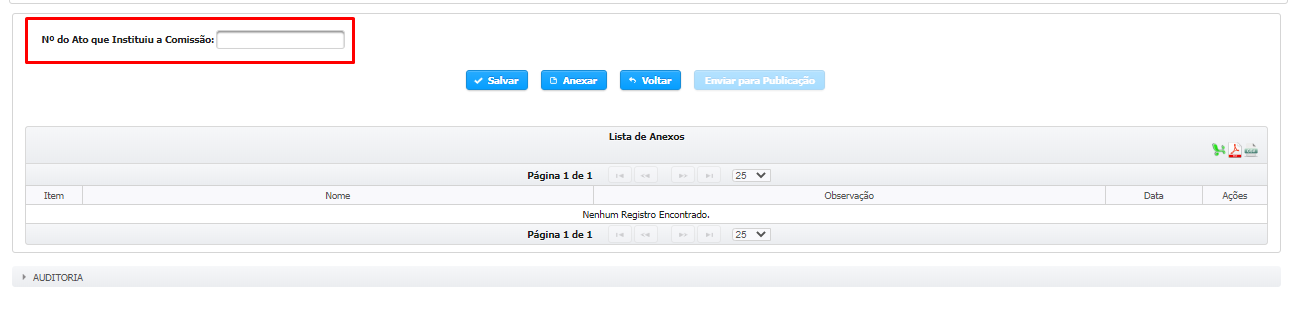 Nº do Ato que Instituiu a Comissão:
Salvar Anexar Voltar Enviar para Publicação
Lista de Anexos
Página 1 de 1 25
Item Nome Observação Data Ações
Nenhum Registro Encontrado.
Página 1 de 1 25
AUDITORIA